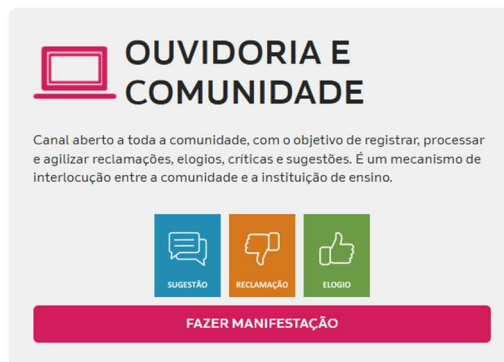 OUVIDORIA E
COMUNIDADE
Canal aberto a toda a comunidade, com o objetivo de registrar, processar
e agilizar reclamações, elogios, críticas e sugestões. É um mecanismo de
interlocução entre a comunidade e a instituição de ensino.
SUGESTÃO RECLAMAÇÃO ELOGIO
FAZER MANIFESTAÇÃO